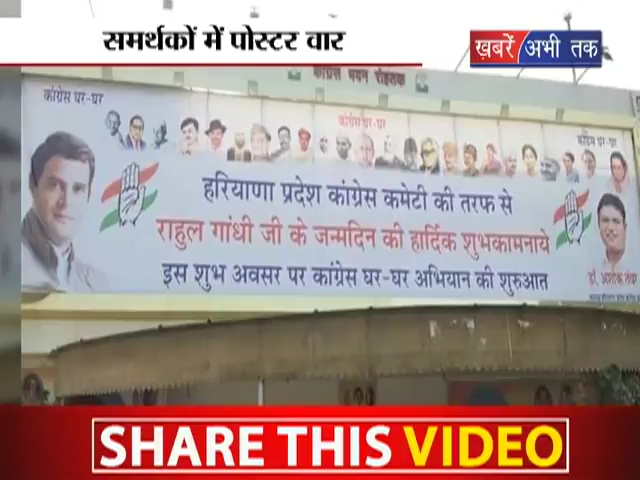 समर्थकों में पोस्टर वार
ख़बरें अभी तक
कांग्रेस भवन रोहतक
कांग्रेस घर-घर
कांग्रेस घर-घर
कांग्रेस घर-घर
हरियाणा प्रदेश कांग्रेस कमेटी की तरफ से
राहुल गांधी जी के जन्मदिन की हार्दिक शुभकामनाये
इस शुभ अवसर पर कांग्रेस घर-घर अभियान की शुरुआत
डॉ. अशोक तंवर
SHARE THIS VIDEO